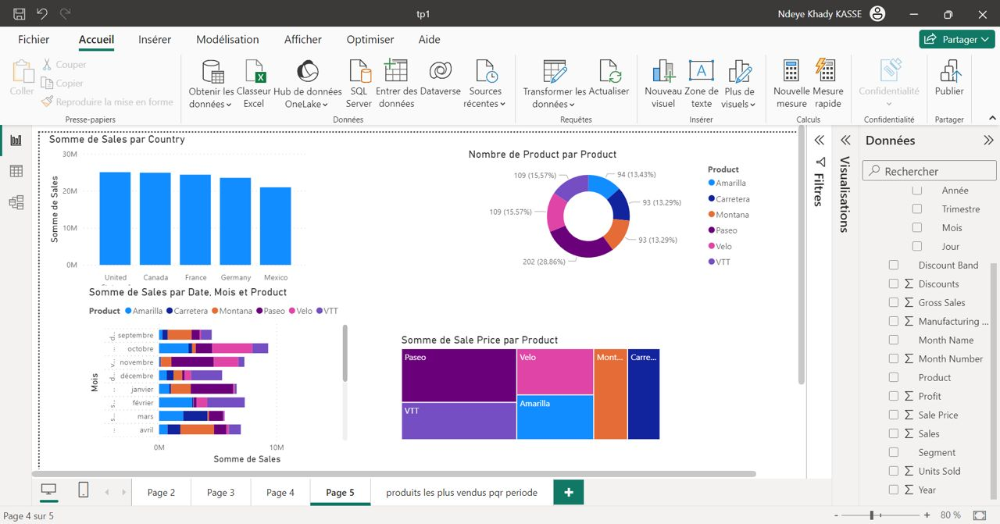 tp1
Ndeye Khady KASSE
Fichier Accueil Insérer Modélisation Afficher Optimiser Aide
Partager
Coller
Couper
Copier
Reproduire la mise en forme
Presse-papiers
Obtenir les données
Classeur Excel
Hub de données OneLake
SQL Server
Entrer des données
Dataverse
Sources récentes
Données
Transformer les données
Actualiser
Requêtes
Nouveau visuel
Zone de texte
Plus de visuels
Insérer
Nouvelle mesure
Mesure rapide
Calculs
Confidentialité
Confidentialité
Publier
Partager
Somme de Sales par Country
Somme de Sales
30M
20M
10M
0M
United
Canada
France
Germany
Mexico
Nombre de Product par Product
109 (15.57%)
94 (13.43%)
109 (15.57%)
93 (13.29%)
93 (13.29%)
202 (28,86%)
Product
Amarilla
Carretera
Montana
Paseo
Velo
VTT
Somme de Sales par Date, Mois et Product
Product Amarilla Carretera Montana Paseo Velo VTT
Mois
septembre
octobre
novembre
décembre
janvier
février
mars
avril
0M 10M
Somme de Sales
Somme de Sale Price par Product
Paseo
VTT
Velo
Amarilla
Mont...
Carre...
Filtres
Visualisations
Données
Rechercher
Année
Trimestre
Mois
Jour
Discount Band
Discounts
Gross Sales
Manufacturing ...
Month Name
Month Number
Product
Profit
Sale Price
Sales
Segment
Units Sold
Year
Page 2
Page 3
Page 4
Page 5
produits les plus vendus pqr periode
+
Page 4 sur 5
- + 80 %